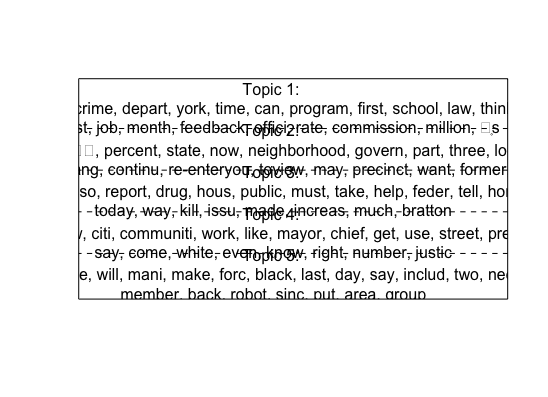 Topic 1:
crime, depart, york, time, can, program, first, school, law, thin
st, job, month, feedback, offici, rate, commission, million, □s
Topic 2:
□, percent, state, now, neighborhood, govern, part, three, lo
ang, continu, re-enteryou, toview, may, precinct, want, former
Topic 3:
so, report, drug, hous, public, must, take, help, feder, tell, hor
today, way, kill, issu, made, increas, much, bratton
Topic 4:
, citi, communiti, work, like, mayor, chief, get, use, street, pre
say, come, white, even, know, right, number, justic
Topic 5:
e, will, mani, make, forc, black, last, day, say, includ, two, nee
member, back, robot, sinc, put, area, group